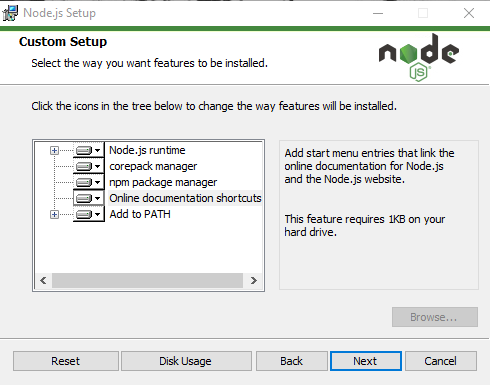 Node.js Setup
Custom Setup
Select the way you want features to be installed.
node
JS
Click the icons in the tree below to change the way features will be installed.
Node.js runtime
corepack manager
npm package manager
Online documentation shortcuts
Add to PATH
Add start menu entries that link the
online documentation for Node.js
and the Node.js website.
This feature requires 1KB on your
hard drive.
Browse...
Reset
Disk Usage
Back
Next
Cancel